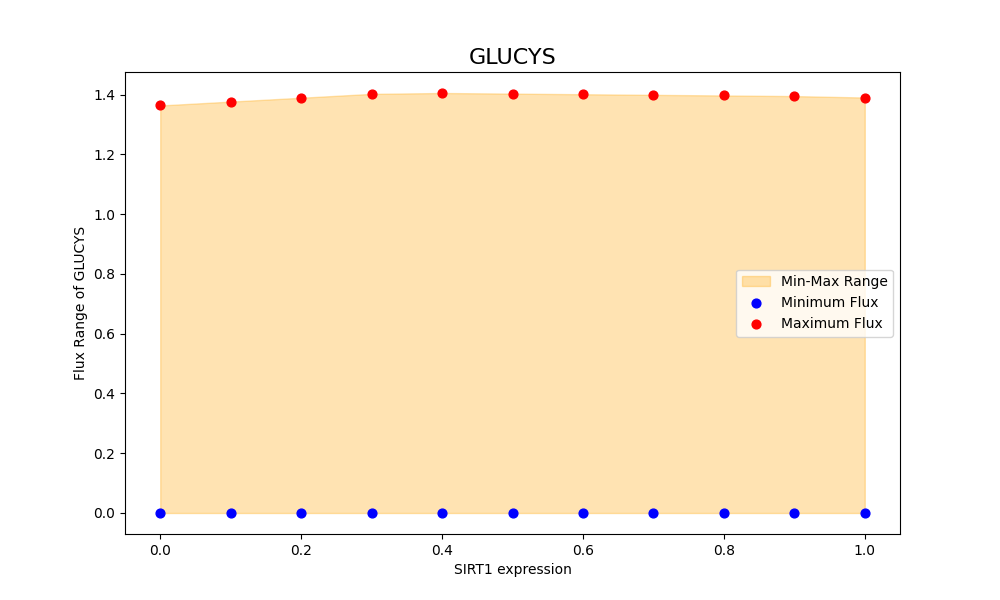 GLUCYS
Flux Range of GLUCYS
1.4
1.2
1.0
0.8
0.6
0.4
0.2
0.0
Min-Max Range
Minimum Flux
Maximum Flux
0.0 0.2 0.4 0.6 0.8 1.0
SIRT1 expression